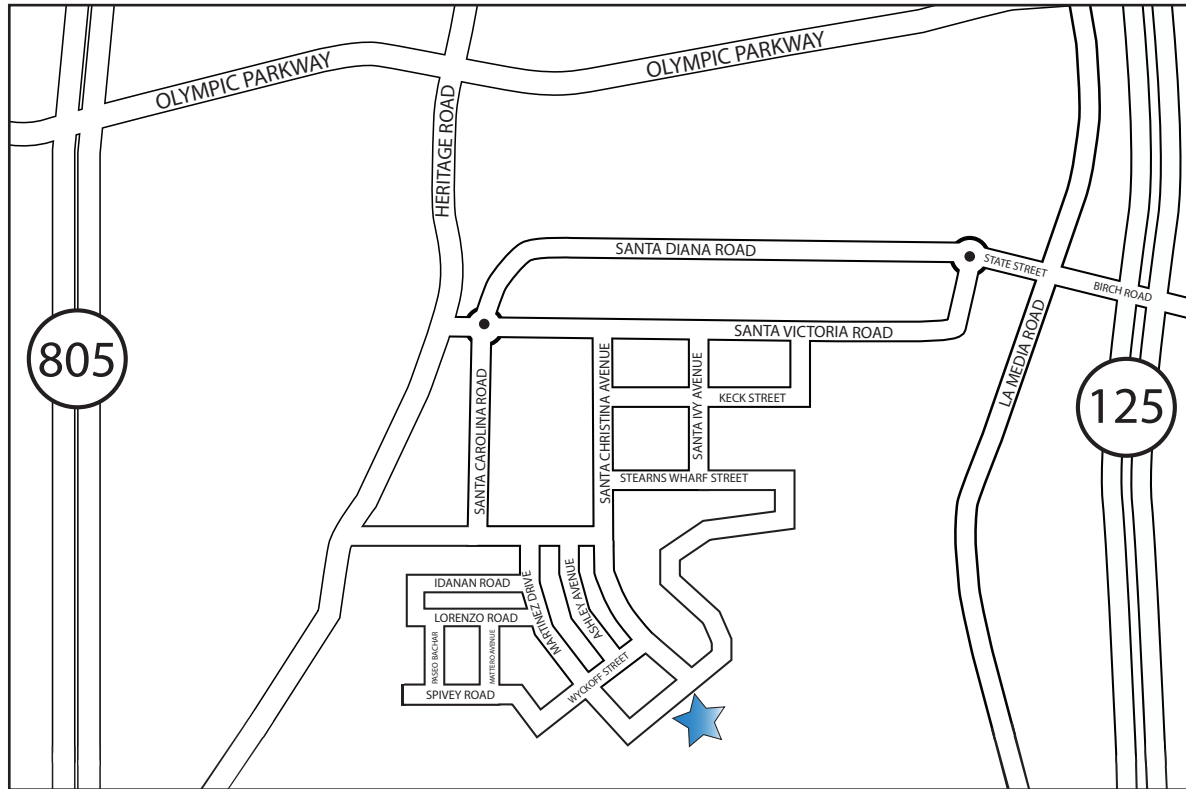 OLYMPIC PARKWAY
OLYMPIC PARKWAY
HERITAGE ROAD
SANTA DIANA ROAD
STATE STREET
BIRCH ROAD
SANTA VICTORIA ROAD
LA MEDIA ROAD
805
125
SANTA CAROLINA ROAD
SANTA CHRISTINA AVENUE
SANTA IVY AVENUE
KECK STREET
STEARNS WHARF STREET
IDANAN ROAD
LORENZO ROAD
MARTINEZ DRIVE
ASHLEY AVENUE
PASEO BACHAR
MATTERO AVENUE
WYCKOFF STREET
SPIVEY ROAD